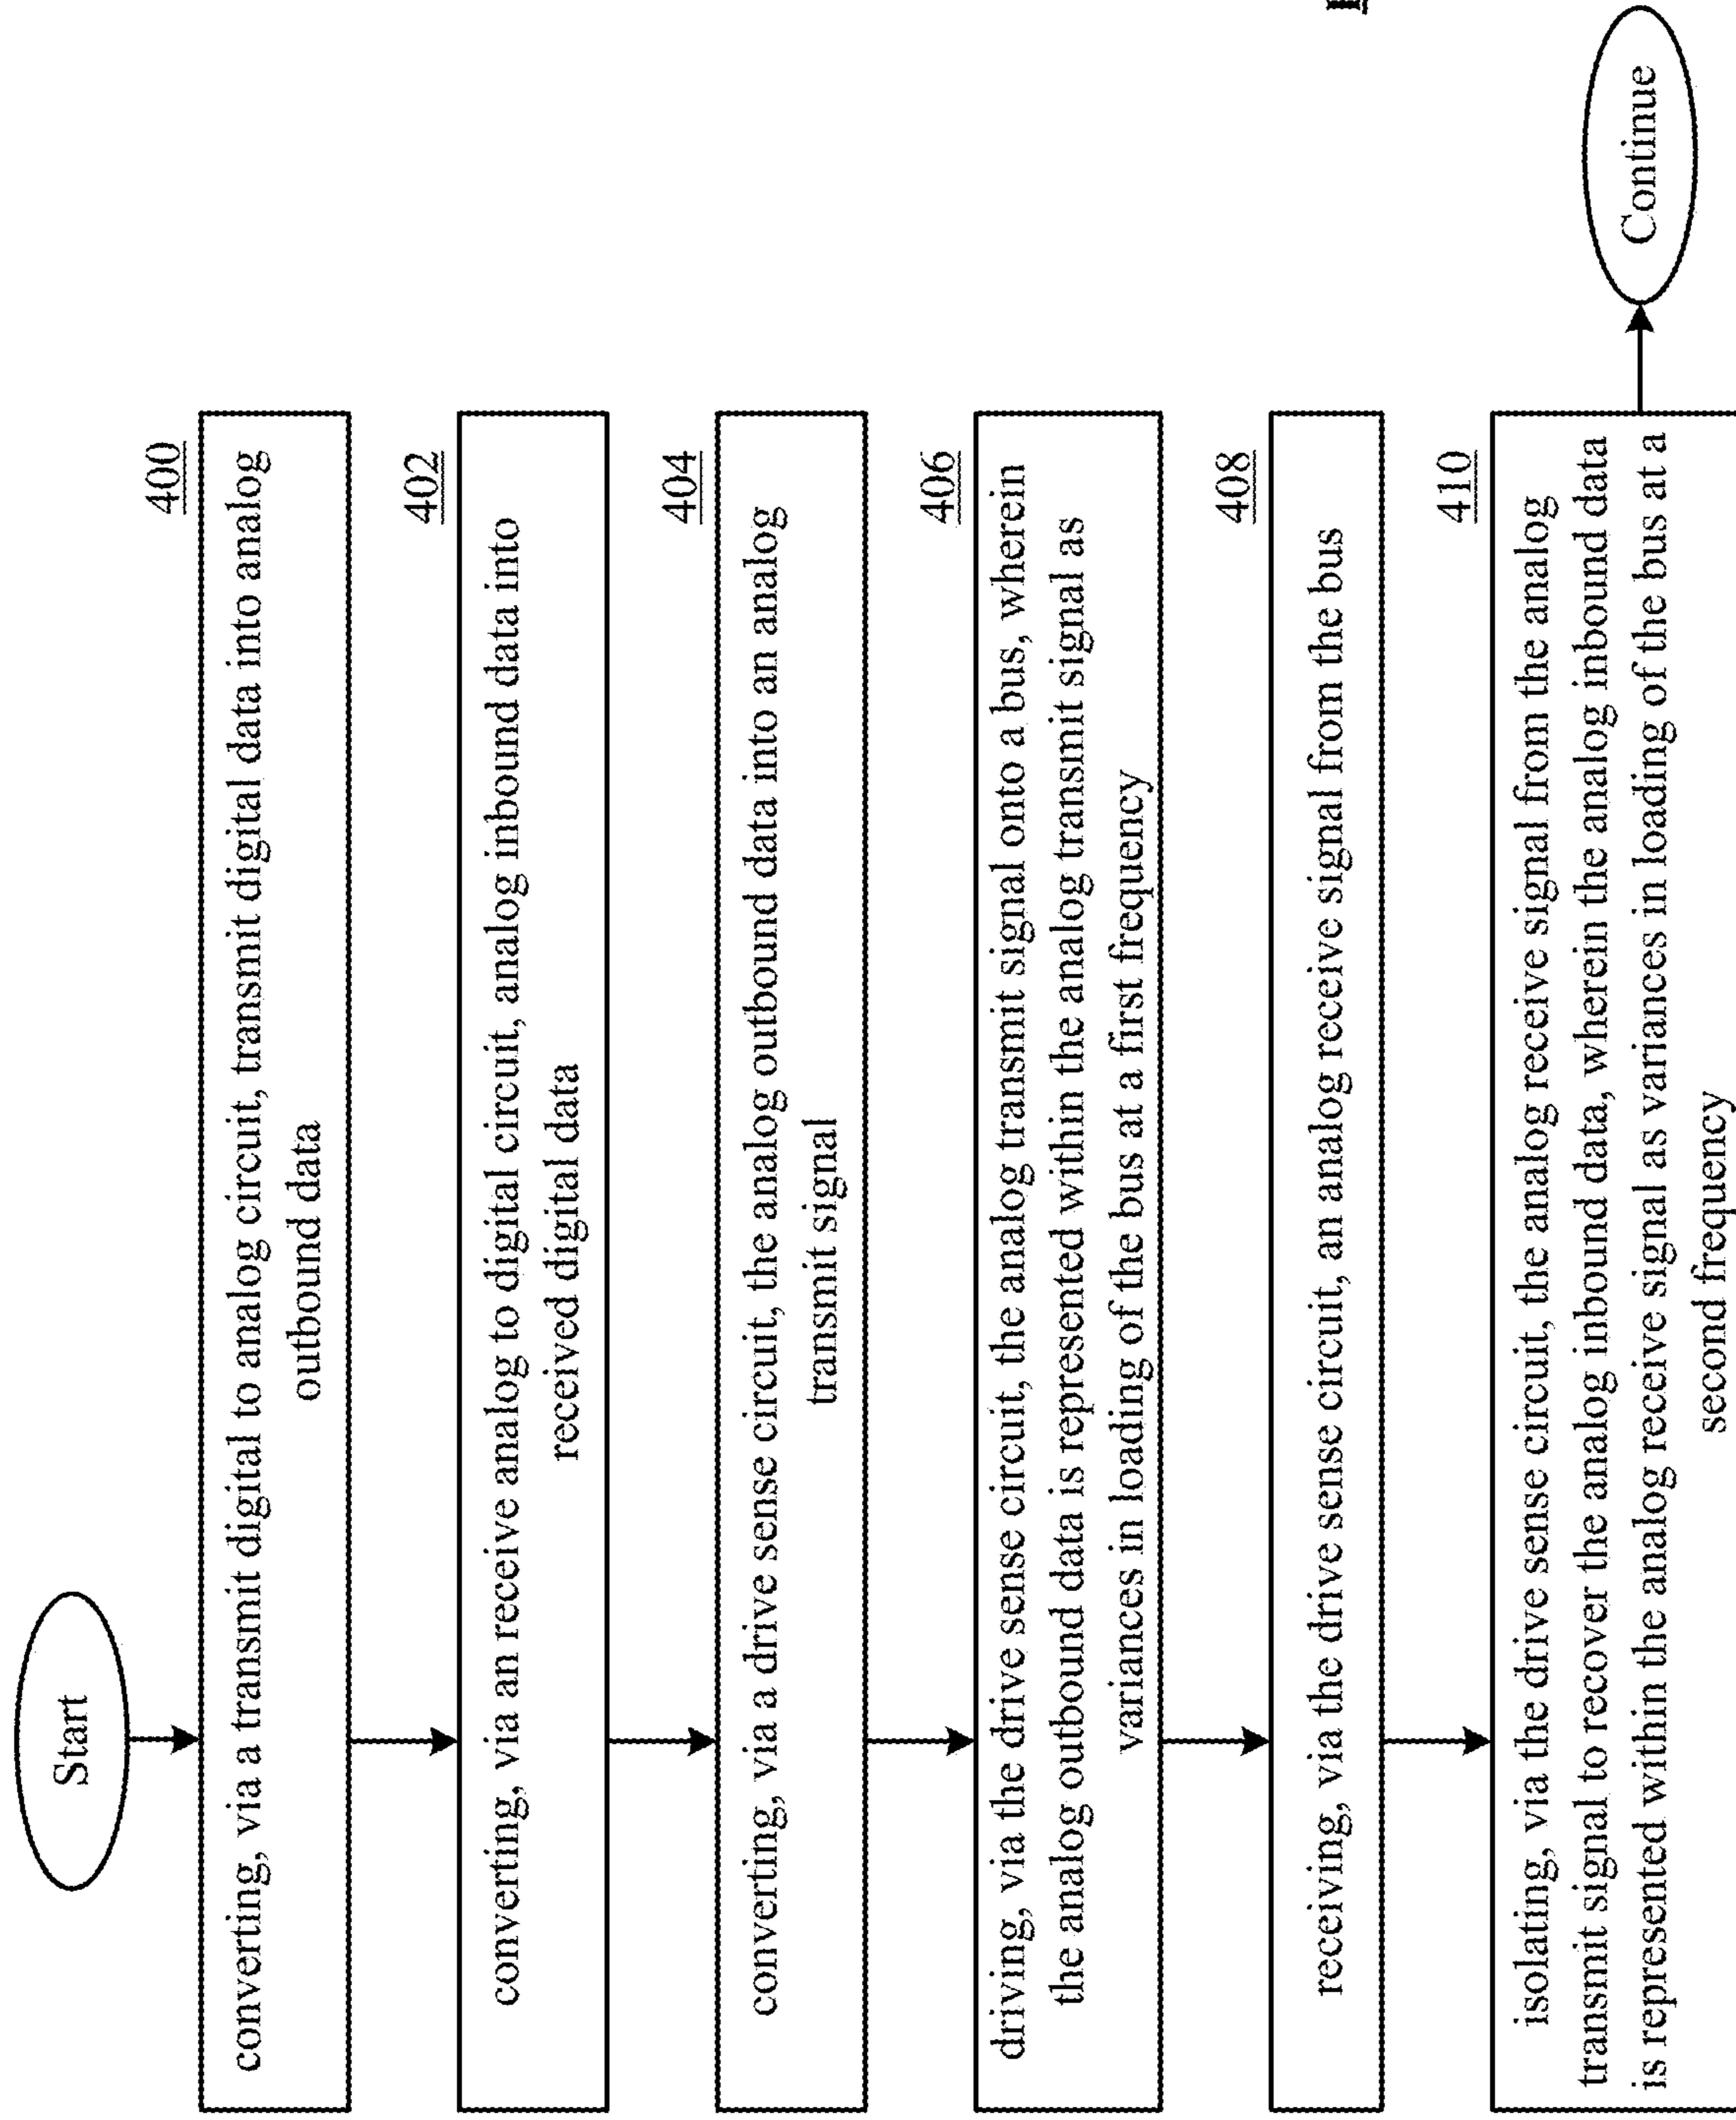 Start
400
converting, via a transmit digital to analog circuit, transmit digital data into analog
outbound data
402
converting, via an receive analog to digital circuit, analog inbound data into
received digital data
404
converting, via a drive sense circuit, the analog outbound data into an analog
transmit signal
406
driving, via the drive sense circuit, the analog transmit signal onto a bus, wherein
the analog outbound data is represented within the analog transmit signal as
variances in loading of the bus at a first frequency
408
receiving, via the drive sense circuit, an analog receive signal from the bus
410
isolating, via the drive sense circuit, the analog receive signal from the analog
transmit signal to recover the analog inbound data, wherein the analog inbound data
is represented within the analog receive signal as variances in loading of the bus at a
second frequency
Continue